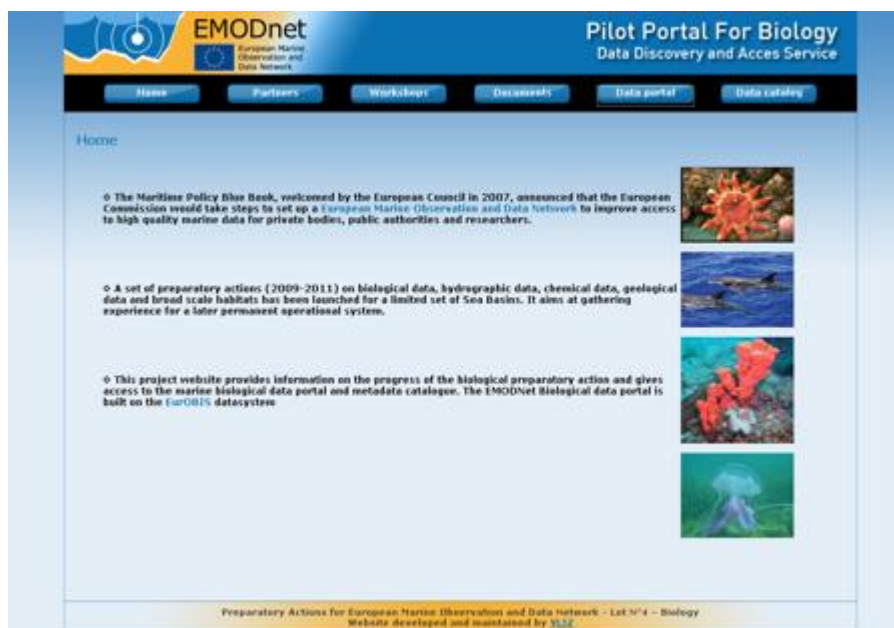 EMODnet
European Marine
Observation and
Data Network
Pilot Portal For Biology
Data Discovery and Acces Service
Home
Partners
Workshops
Documents
Data portal
Data catalog
Home
◊ The Maritime Policy Blue Book, welcomed by the European Council in 2007, announced that the European
Commission would take steps to set up a European Marine Observation and Data Network to improve access
to high quality marine data for private bodies, public authorities and researchers.
◊ A set of preparatory actions (2009-2011) on biological data, hydrographic data, chemical data, geological
data and broad scale habitats has been launched for a limited set of Sea Basins. It aims at gathering
experience for a later permanent operational system.
◊ This project website provides information on the progress of the biological preparatory action and gives
access to the marine biological data portal and metadata catalogue. The EMODNet Biological data portal is
built on the EurOBIS datasystem
Preparatory Actions for European Marine Observation and Data Network - Lot N°4 - Biology
Website developed and maintained by VLIZ